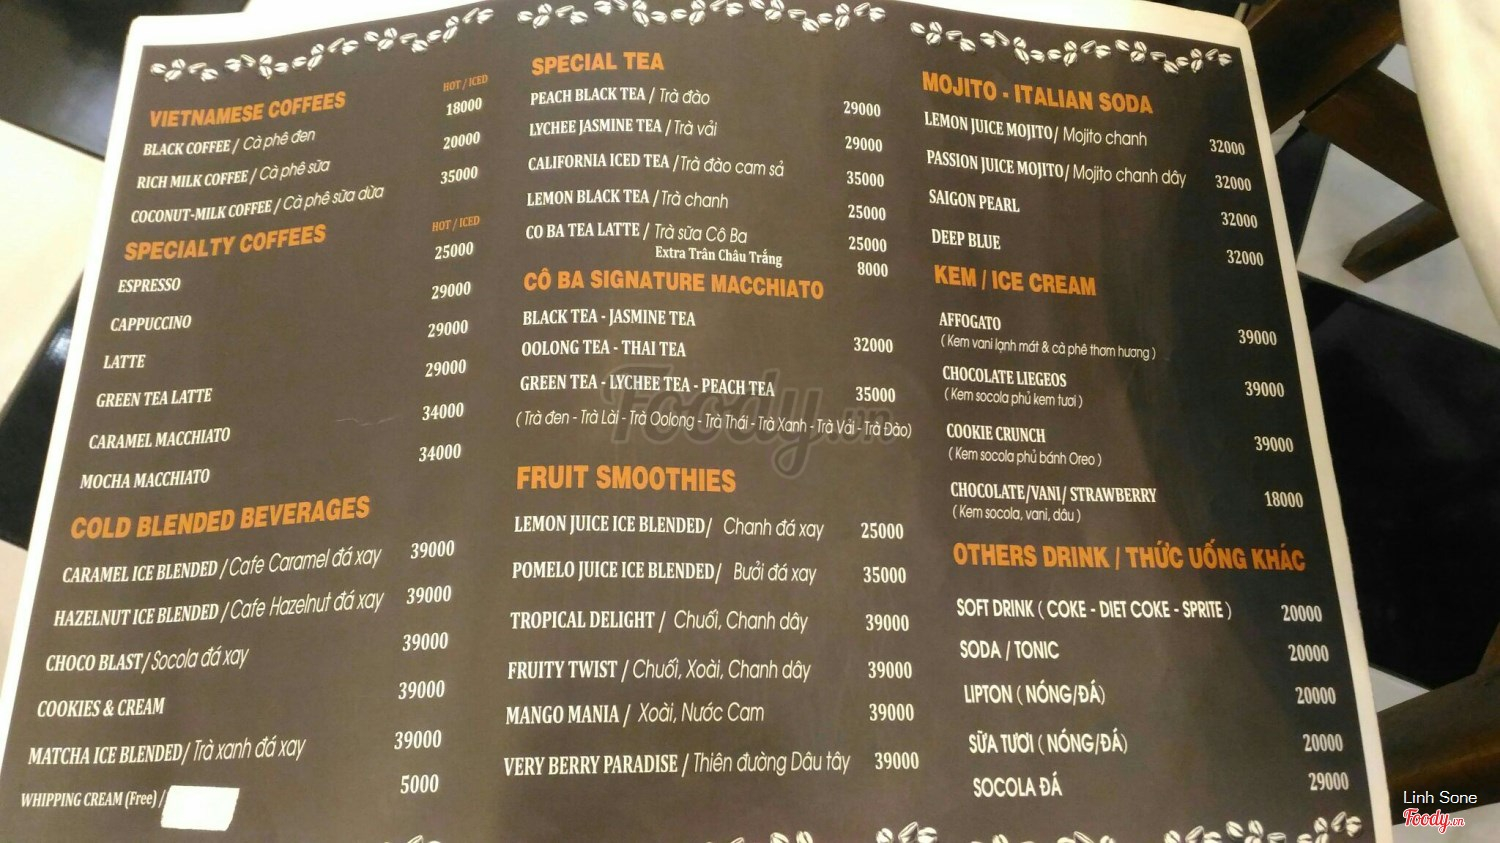 VIETNAMESE COFFEES
HOT / ICED
BLACK COFFEE / Cà phê đen 18000
RICH MILK COFFEE / Cà phê sữa 20000
COCONUT-MILK COFFEE / Cà phê sữa dừa 35000
SPECIALTY COFFEES
HOT / ICED
ESPRESSO 25000
CAPPUCCINO 29000
LATTE 29000
GREEN TEA LATTE 29000
CARAMEL MACCHIATO 34000
MOCHA MACCHIATO 34000
COLD BLENDED BEVERAGES
CARAMEL ICE BLENDED / Cafe Caramel đá xay 39000
HAZELNUT ICE BLENDED / Cafe Hazelnut đá xay 39000
CHOCO BLAST/ Socola đá xay 39000
COOKIES & CREAM 39000
MATCHA ICE BLENDED/ Trà xanh đá xay 39000
WHIPPING CREAM (Free) / 5000
SPECIAL TEA
PEACH BLACK TEA / Trà đào 29000
LYCHEE JASMINE TEA / Trà vải 29000
CALIFORNIA ICED TEA /Trà đào cam sả 35000
LEMON BLACK TEA / Trà chanh 25000
CO BA TEA LATTE / Trà sữa Cô Ba 25000
Extra Trân Châu Trắng 8000
CÔ BA SIGNATURE MACCHIATO
BLACK TEA - JASMINE TEA
OOLONG TEA - THAI TEA 32000
GREEN TEA - LYCHEE TEA - PEACH TEA 35000
( Trà đen - Trà Lài - Trà Oolong - Trà Thái - Trà Xanh - Trà Vải - Trà Đào)
FRUIT SMOOTHIES
LEMON JUICE ICE BLENDED/ Chanh đá xay 25000
POMELO JUICE ICE BLENDED/ Bưởi đá xay 35000
TROPICAL DELIGHT / Chuối, Chanh dây 39000
FRUITY TWIST / Chuối, Xoài, Chanh dây 39000
MANGO MANIA / Xoài, Nước Cam 39000
VERY BERRY PARADISE / Thiên đường Dâu tây 39000
MOJITO - ITALIAN SODA
LEMON JUICE MOJITO/ Mojito chanh 32000
PASSION JUICE MOJITO/ Mojito chanh dây 32000
SAIGON PEARL 32000
DEEP BLUE 32000
KEM / ICE CREAM
AFFOGATO 39000
( Kem vani lạnh mát & cà phê thơm hương )
CHOCOLATE LIEGEOS 39000
( Kem socola phủ kem tươi )
COOKIE CRUNCH 39000
( Kem socola phủ bánh Oreo )
CHOCOLATE/VANI/ STRAWBERRY 18000
( Kem socola, vani, dâu )
OTHERS DRINK / THỨC UỐNG KHÁC
SOFT DRINK ( COKE - DIET COKE - SPRITE ) 20000
SODA / TONIC 20000
LIPTON ( NÓNG/ĐÁ) 20000
SỮA TƯƠI ( NÓNG/ĐÁ) 20000
SOCOLA ĐÁ 29000
Foody.vn
Linh Sone
Foody.vn